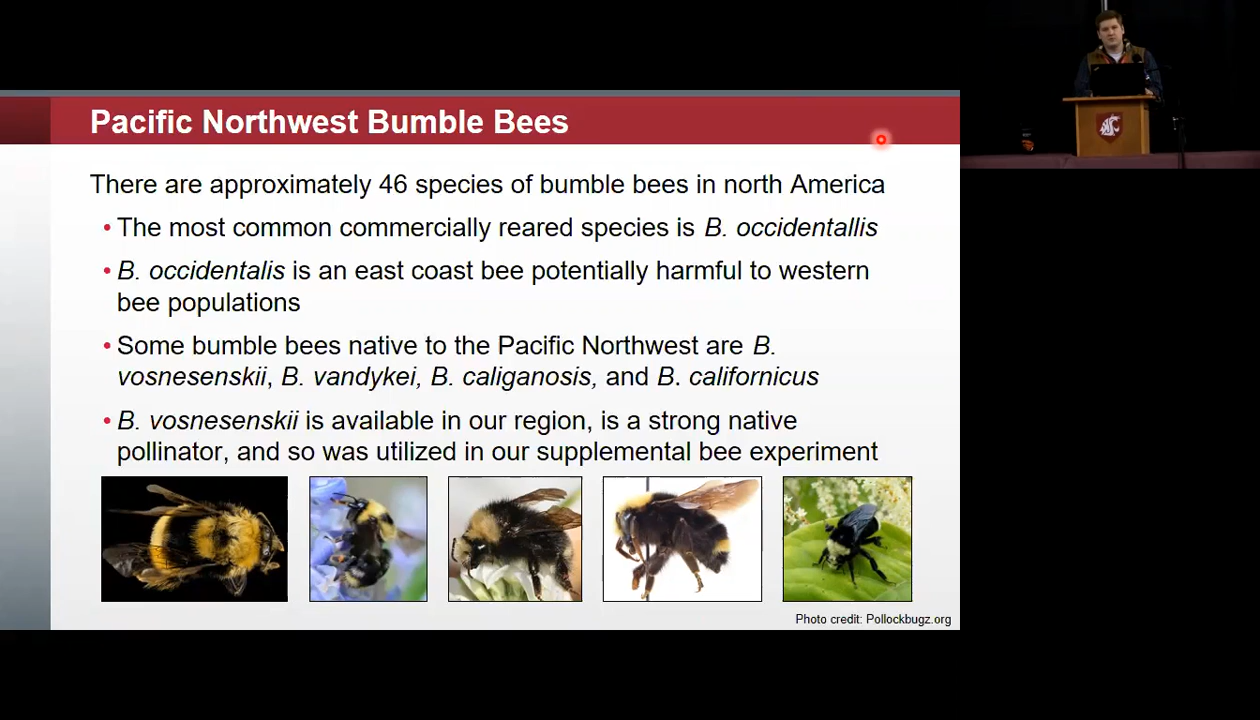 Pacific Northwest Bumble Bees
There are approximately 46 species of bumble bees in north America
• The most common commercially reared species is B. occidentallis
• B. occidentalis is an east coast bee potentially harmful to western
bee populations
• Some bumble bees native to the Pacific Northwest are B.
vosnesenskii, B. vandykei, B. caliganosis, and B. californicus
• B. vosnesenskii is available in our region, is a strong native
pollinator, and so was utilized in our supplemental bee experiment
Photo credit: Pollockbugz.org